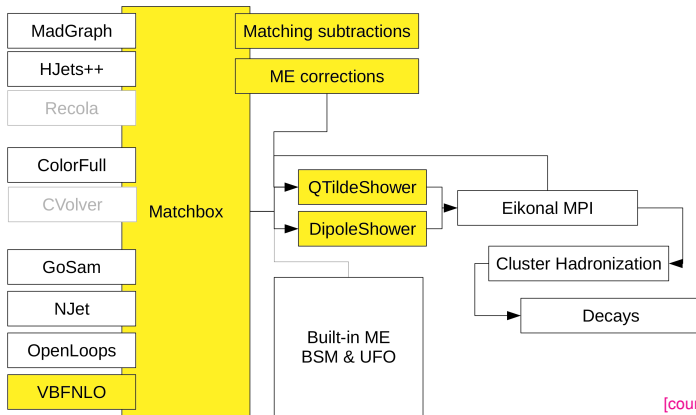 MadGraph
HJets++
Recola
ColorFull
CVolver
GoSam
NJet
OpenLoops
VBFNLO
Matchbox
Matching subtractions
ME corrections
QTildeShower
DipoleShower
Built-in ME
BSM & UFO
Eikonal MPI
Cluster Hadronization
Decays